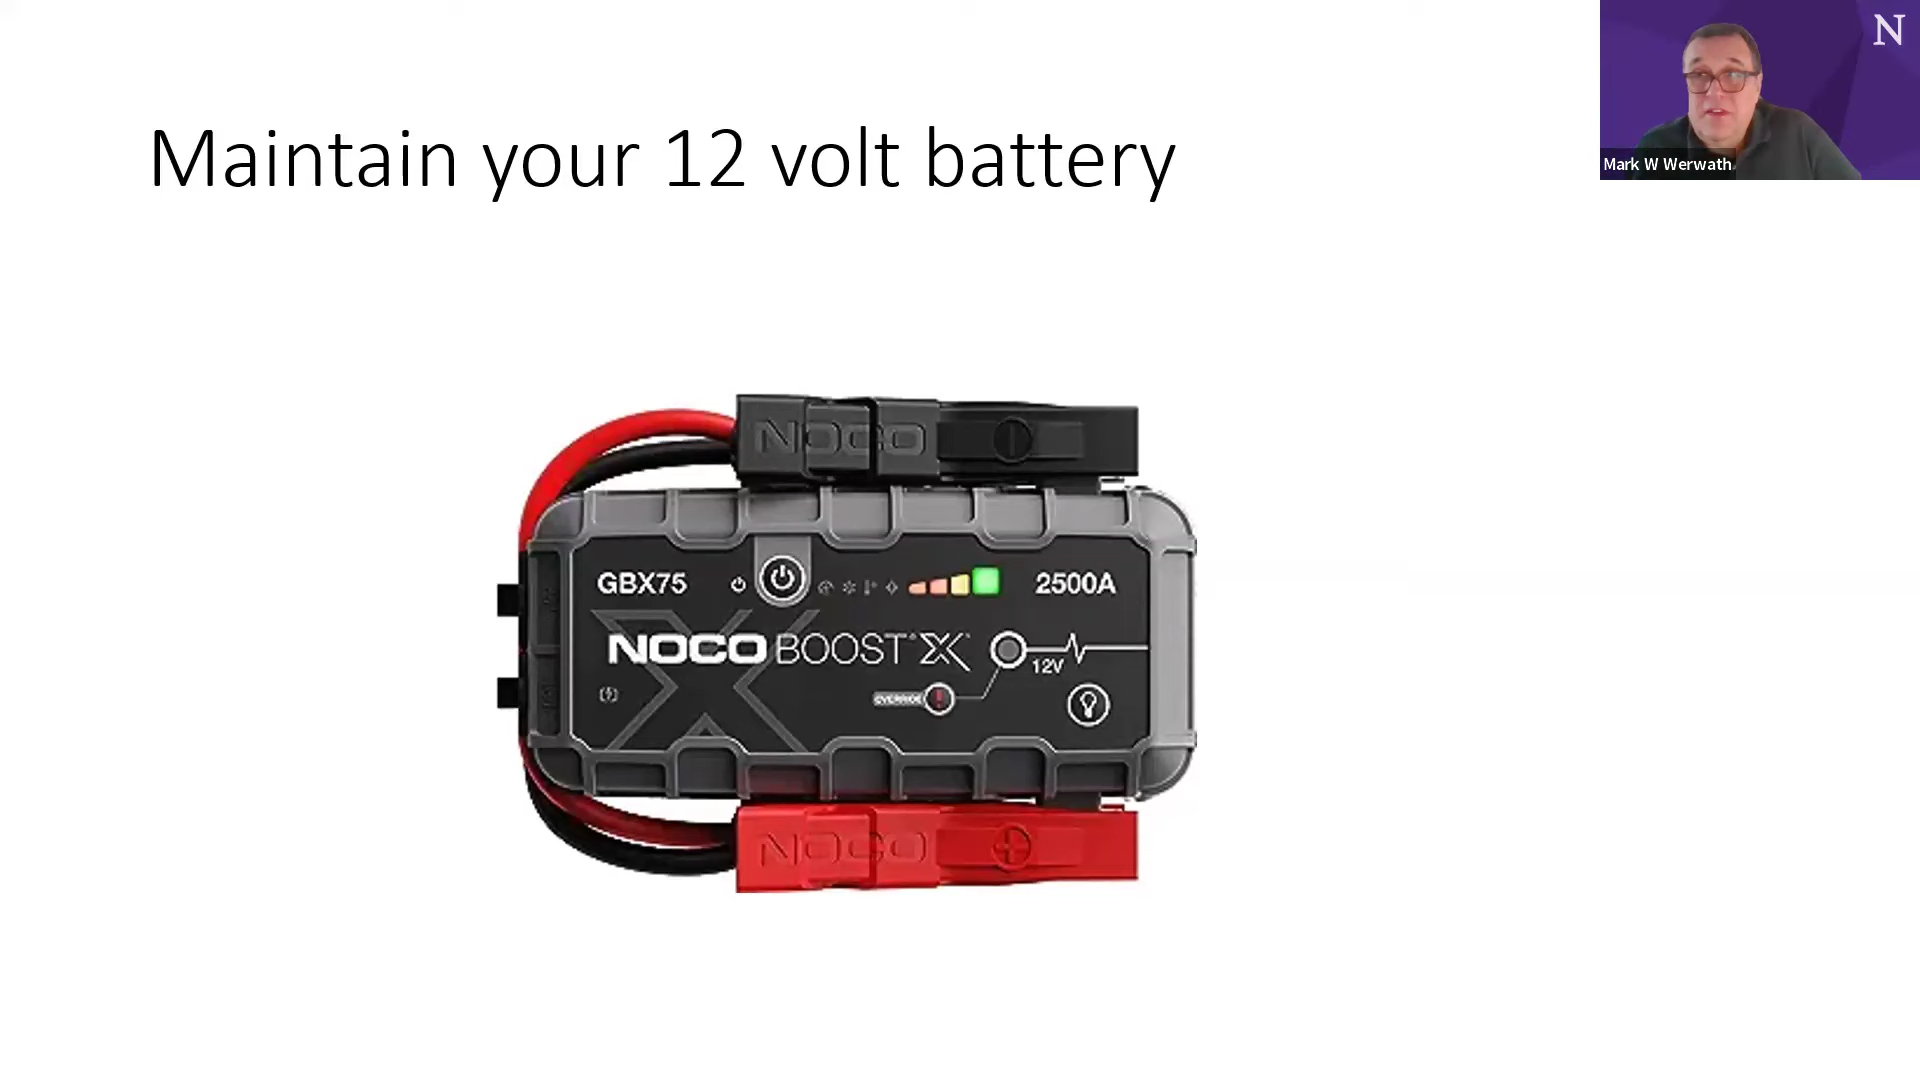 N
Maintain your 12 volt battery
Mark W Werwath
NOCO
GBX75
2500A
NOCO BOOST X
12V
OVERRIDE
NOCO